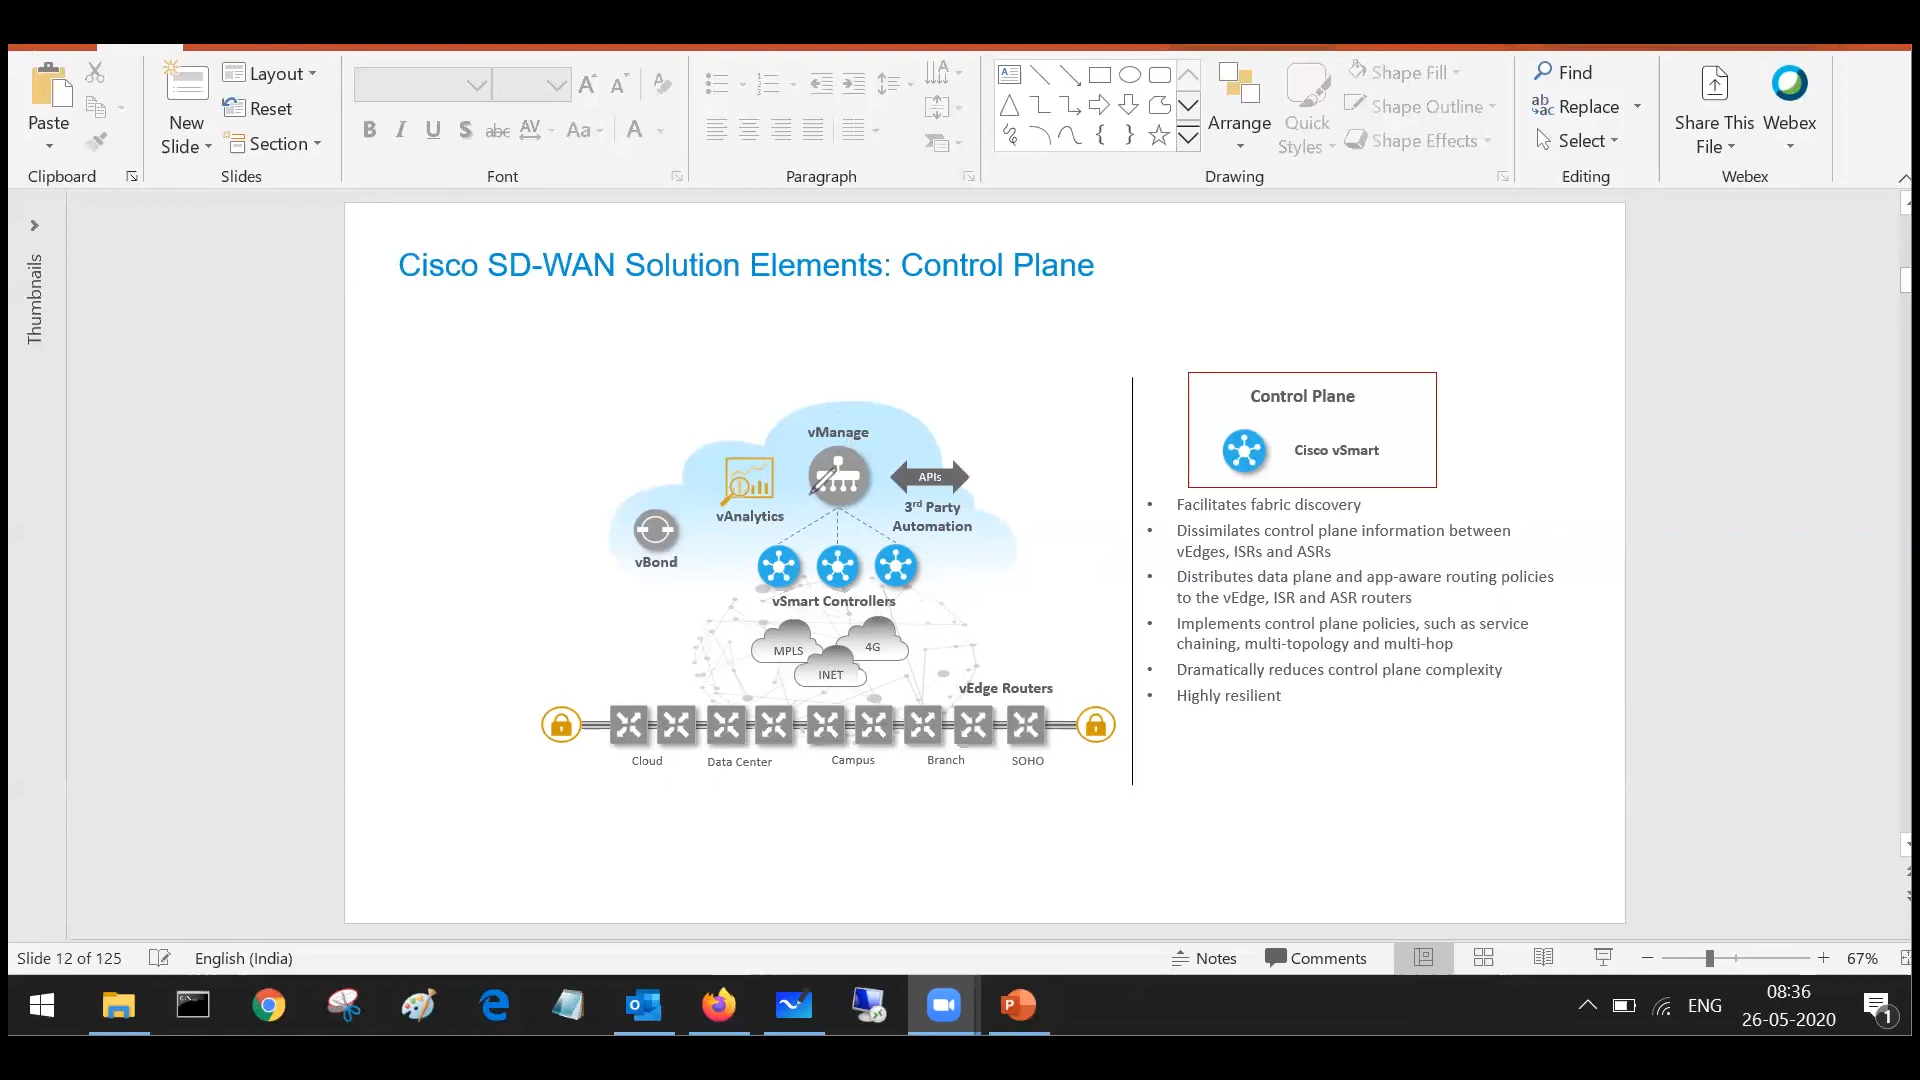 Paste
Clipboard
New
Slide
Layout
Reset
Section
Slides
B I U S abc AV Aa A
A A
Font
Paragraph
Arrange
Quick
Styles
Shape Fill
Shape Outline
Shape Effects
Drawing
Find
Replace
Select
Editing
Share This
File
Webex
Webex
Thumbnails
Cisco SD-WAN Solution Elements: Control Plane
vManage
vAnalytics
APIs
3rd Party
Automation
vBond
vSmart Controllers
MPLS
4G
INET
vEdge Routers
Cloud
Data Center
Campus
Branch
SOHO
Control Plane
Cisco vSmart
• Facilitates fabric discovery
• Dissimilates control plane information between
vEdges, ISRs and ASRs
• Distributes data plane and app-aware routing policies
to the vEdge, ISR and ASR routers
• Implements control plane policies, such as service
chaining, multi-topology and multi-hop
• Dramatically reduces control plane complexity
• Highly resilient
Slide 12 of 125
English (India)
Notes
Comments
67%
ENG
08:36
26-05-2020
1